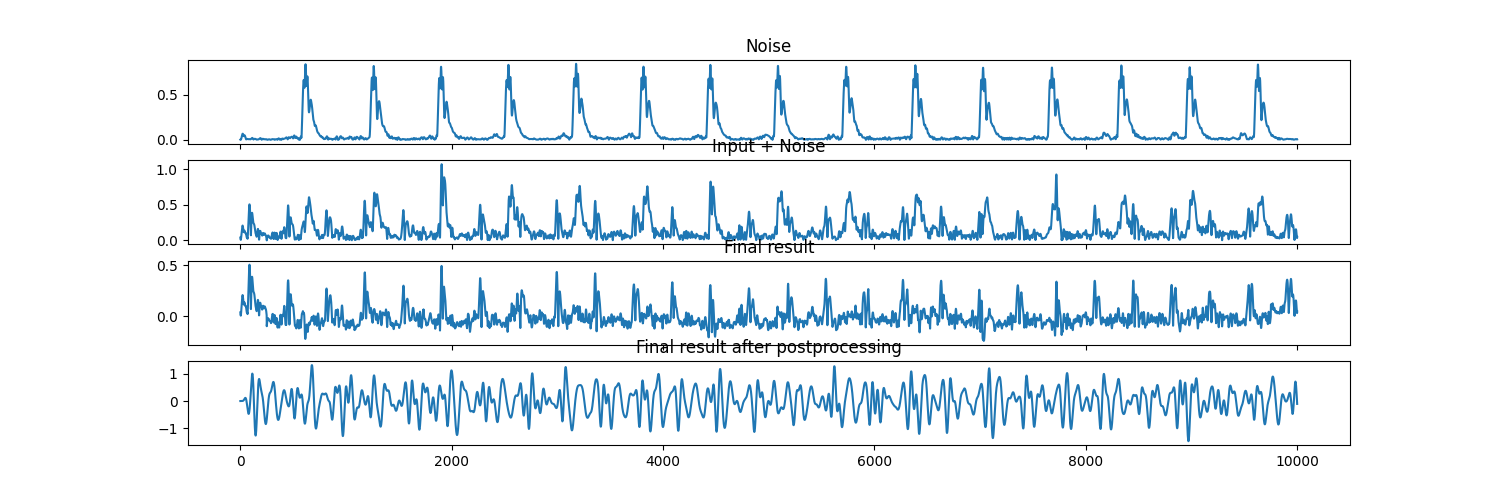 Noise
0.5
0.0
Input + Noise
1.0
0.5
0.0
Final result
0.5
0.0
Final result after postprocessing
1
0
−1
0 2000 4000 6000 8000 10000